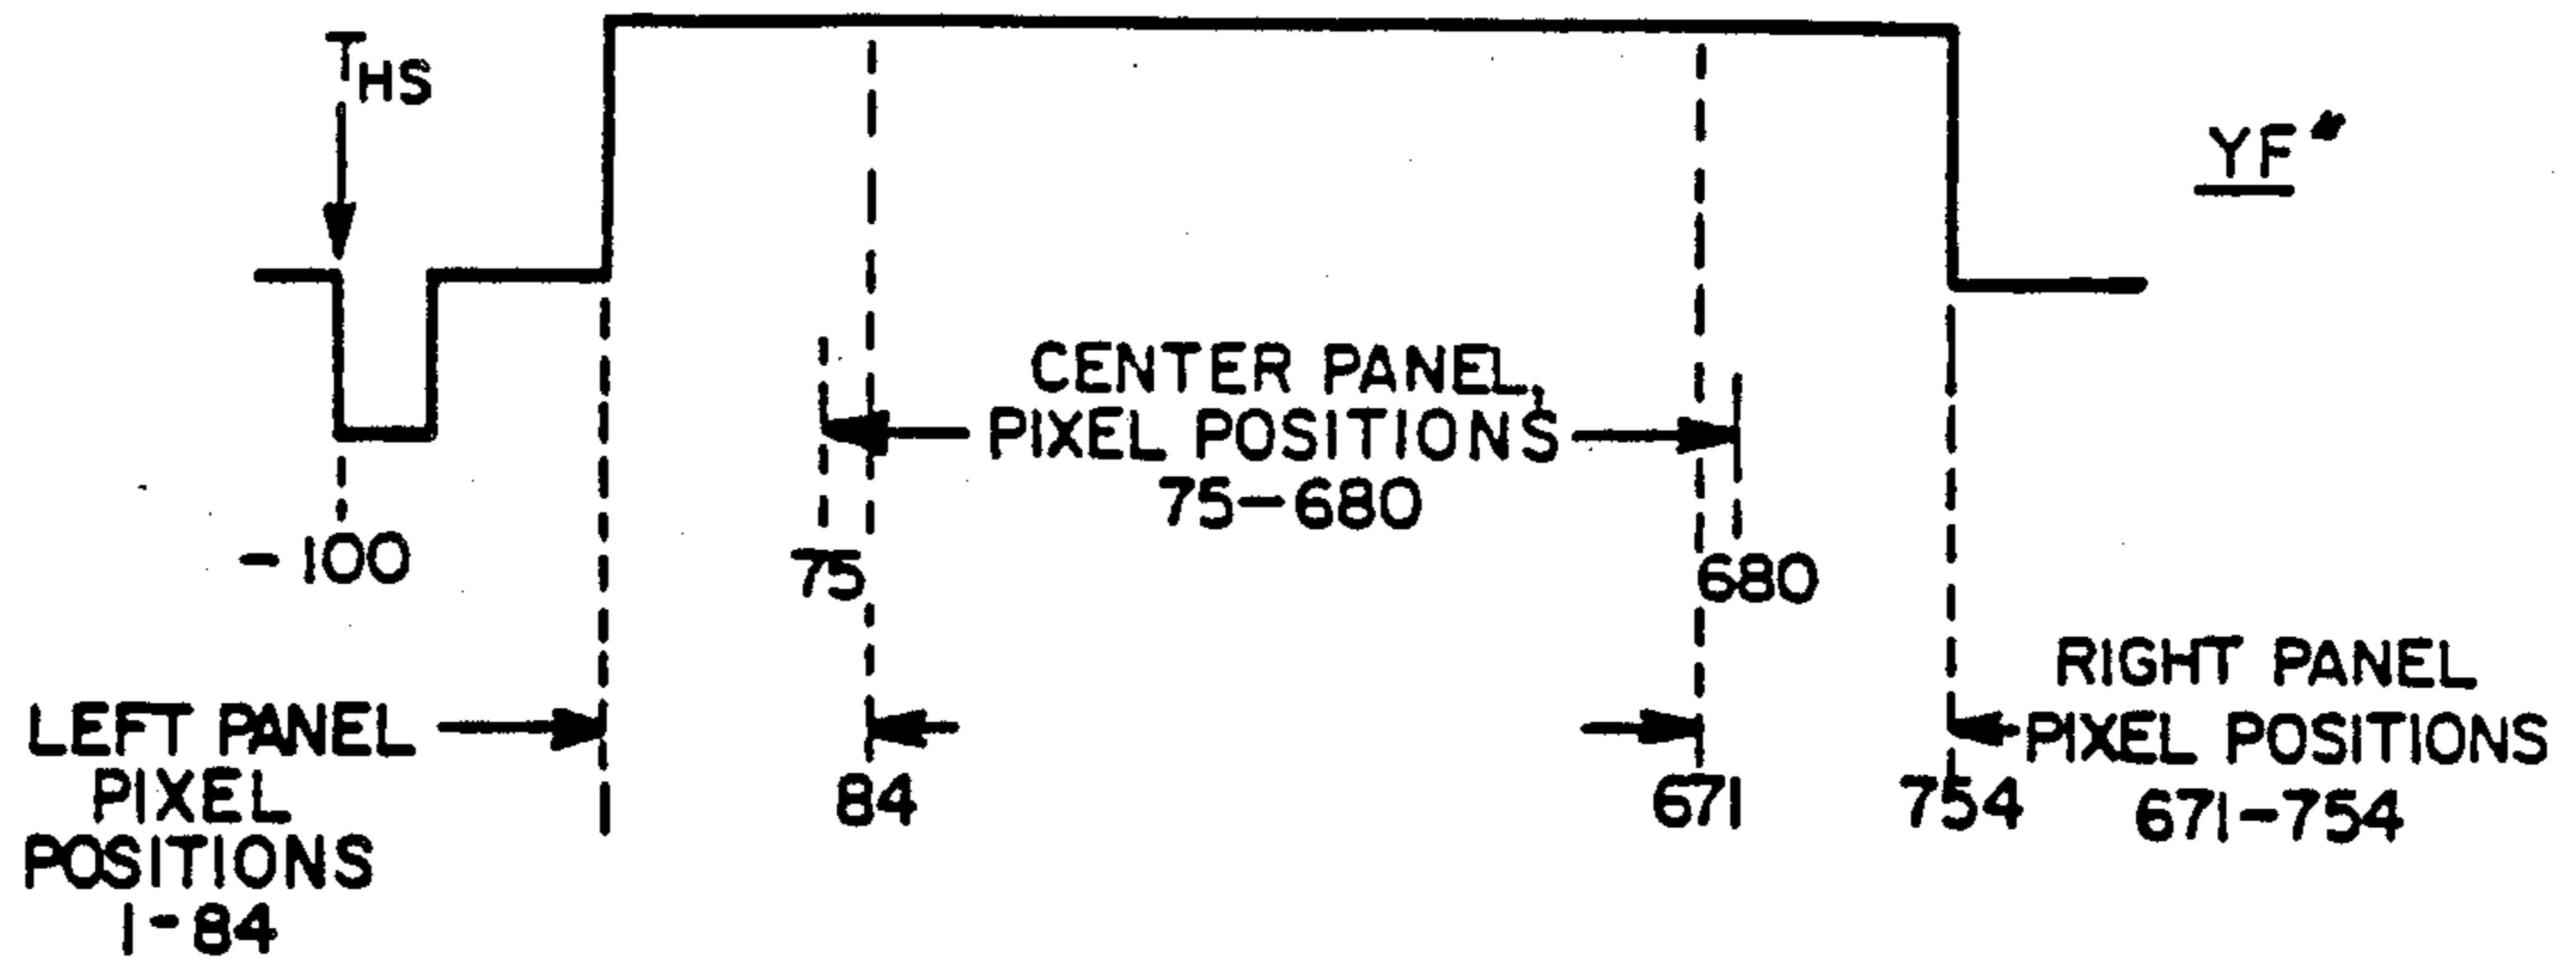 THS
YF"
CENTER PANEL,
PIXEL POSITIONS
75-680
-100
75
680
LEFT PANEL
PIXEL
POSITIONS
1-84
1
84
671
754
RIGHT PANEL
PIXEL POSITIONS
671-754